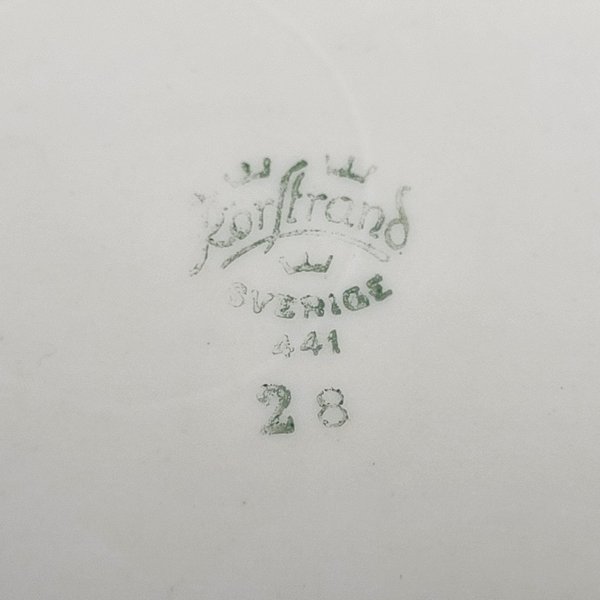 Rörstrand
SVERIGE
441
28